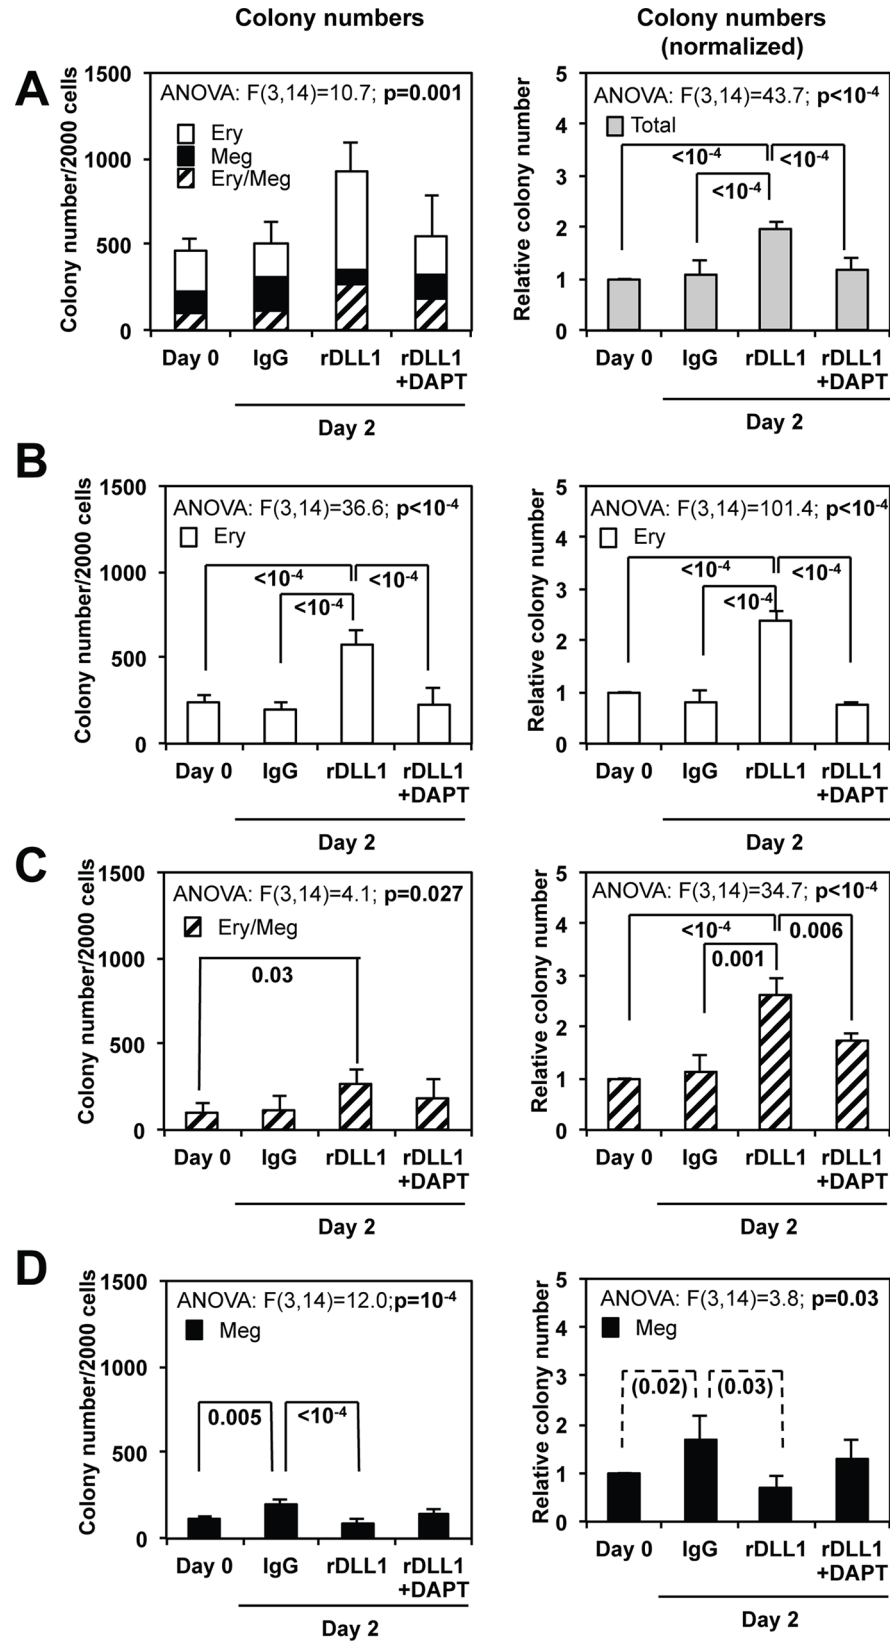 Colony numbers
Colony numbers
(normalized)
A
Colony number/2000 cells
1500
1000
500
0
ANOVA: F(3,14)=10.7; p=0.001
Ery
Meg
Ery/Meg
Day 0
IgG
rDLL1
rDLL1
+DAPT
Day 2
Relative colony number
5
4
3
2
1
0
ANOVA: F(3,14)=43.7; p<10-4
Total
<10-4
<10-4
<10-4
Day 0
IgG
rDLL1
rDLL1
+DAPT
Day 2
B
Colony number/2000 cells
1500
1000
500
0
ANOVA: F(3,14)=36.6; p<10-4
Ery
<10-4
<10-4
<10-4
Day 0
IgG
rDLL1
rDLL1
+DAPT
Day 2
Relative colony number
5
4
3
2
1
0
ANOVA: F(3,14)=101.4; p<10-4
Ery
<10-4
<10-4
<10-4
Day 0
IgG
rDLL1
rDLL1
+DAPT
Day 2
C
Colony number/2000 cells
1500
1000
500
0
ANOVA: F(3,14)=4.1; p=0.027
Ery/Meg
0.03
Day 0
IgG
rDLL1
rDLL1
+DAPT
Day 2
Relative colony number
5
4
3
2
1
0
ANOVA: F(3,14)=34.7; p<10-4
<10-4
0.006
0.001
Day 0
IgG
rDLL1
rDLL1
+DAPT
Day 2
D
Colony number/2000 cells
1500
1000
500
0
ANOVA: F(3,14)=12.0;p=10-4
Meg
0.005
<10-4
Day 0
IgG
rDLL1
rDLL1
+DAPT
Day 2
Relative colony number
5
4
3
2
1
0
ANOVA: F(3,14)=3.8; p=0.03
Meg
(0.02)
(0.03)
Day 0
IgG
rDLL1
rDLL1
+DAPT
Day 2